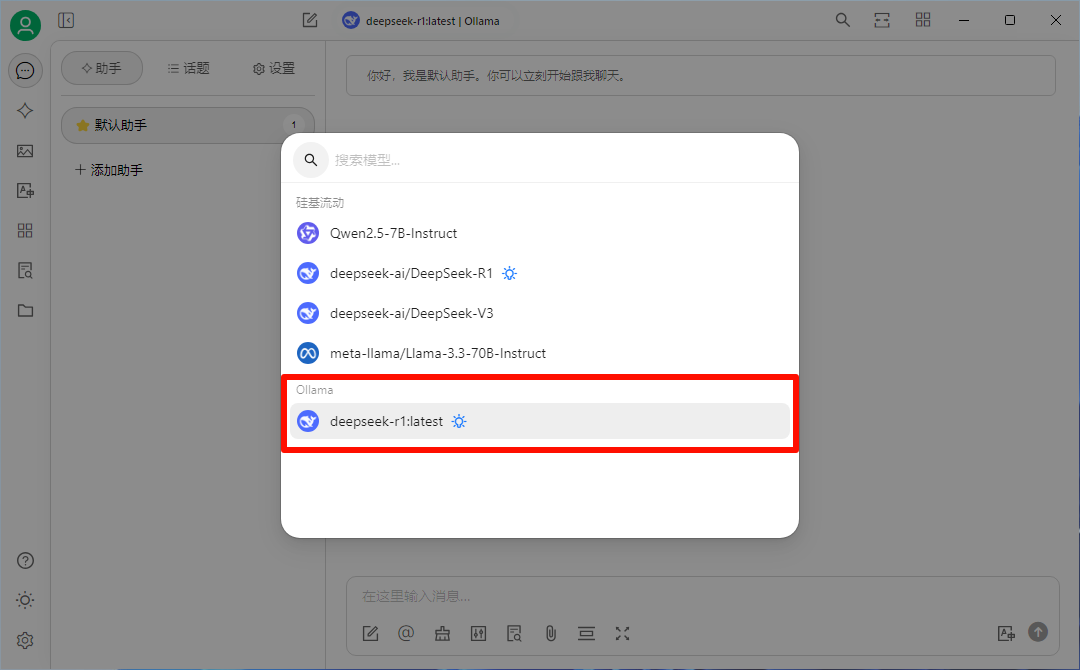 deepseek-r1:latest | Ollama
助手
话题
设置
你好，我是默认助手。你可以立刻开始跟我聊天。
默认助手
1
添加助手
搜索模型...
硅基流动
Qwen2.5-7B-Instruct
deepseek-ai/DeepSeek-R1
deepseek-ai/DeepSeek-V3
meta-llama/Llama-3.3-70B-Instruct
Ollama
deepseek-r1:latest
在这里输入消息...